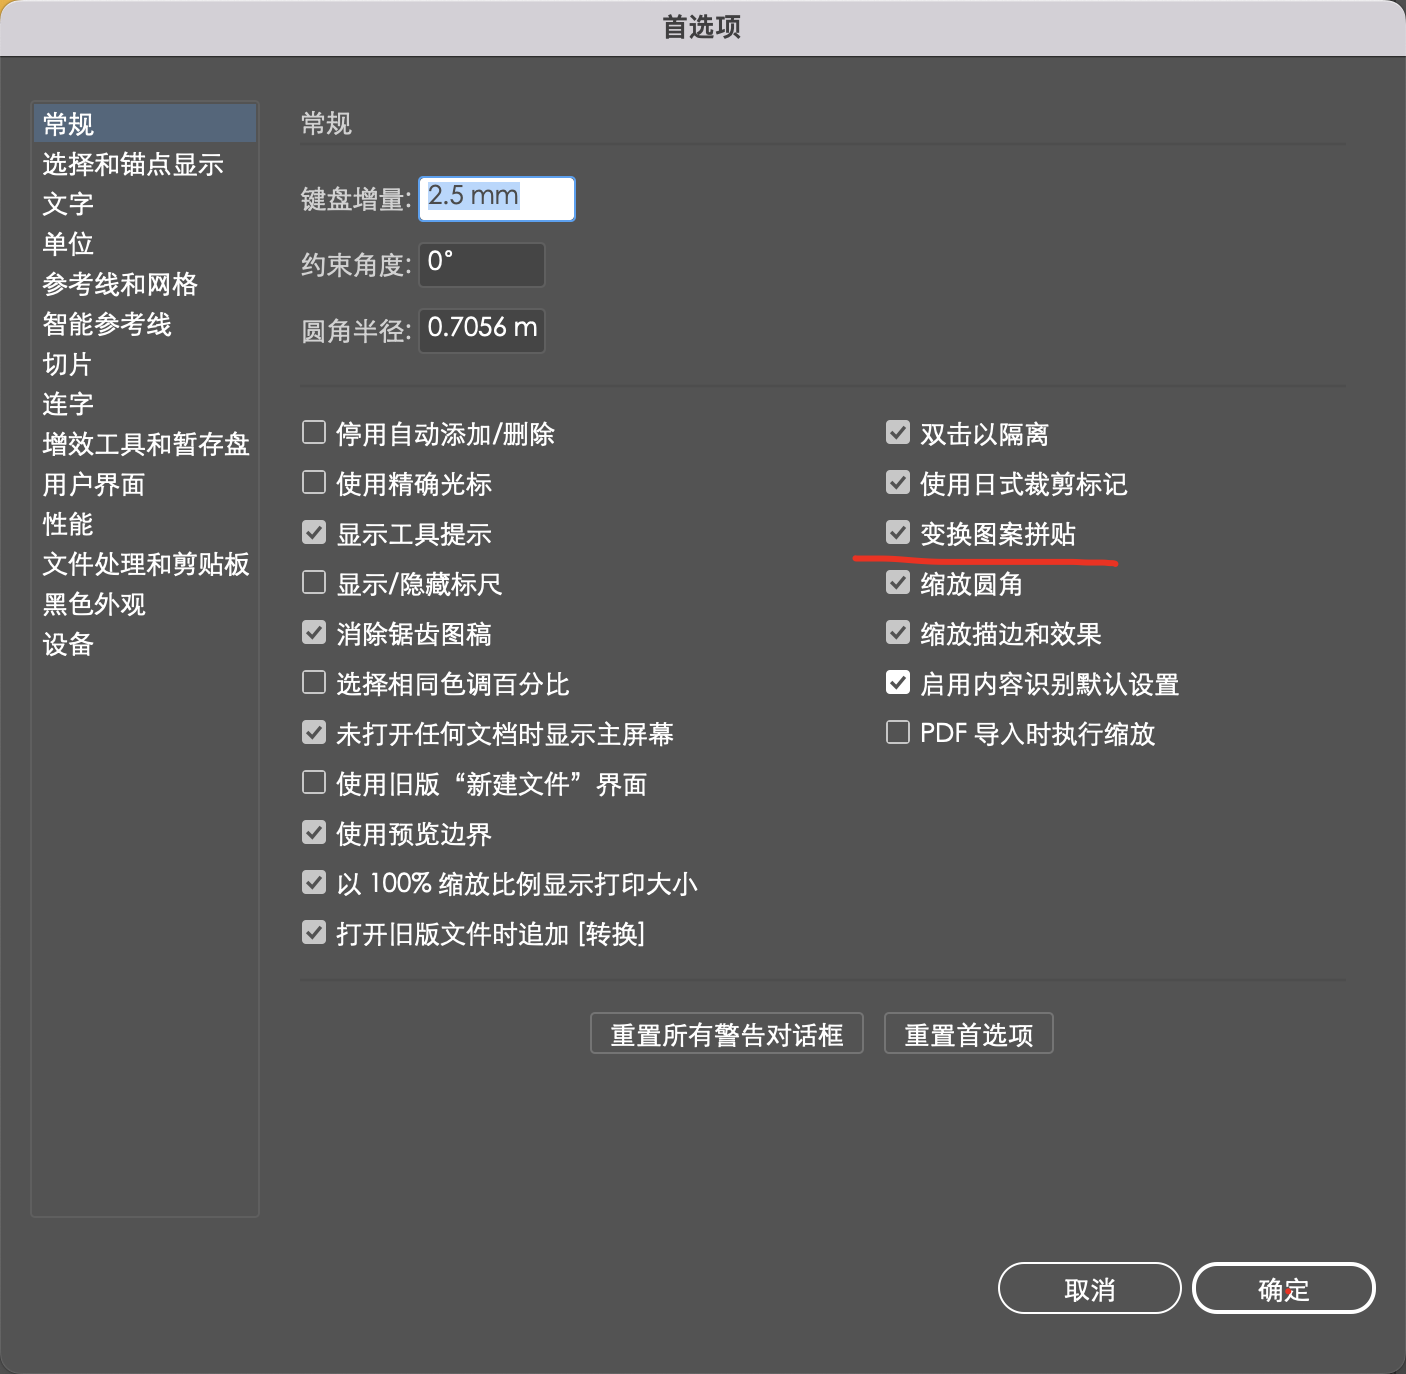 首选项
常规
选择和锚点显示
文字
单位
参考线和网格
智能参考线
切片
连字
增效工具和暂存盘
用户界面
性能
文件处理和剪贴板
黑色外观
设备
常规
键盘增量: 2.5 mm
约束角度: 0°
圆角半径: 0.7056 m
停用自动添加/删除
使用精确光标
显示工具提示
显示/隐藏标尺
消除锯齿图稿
选择相同色调百分比
未打开任何文档时显示主屏幕
使用旧版“新建文件”界面
使用预览边界
以 100% 缩放比例显示打印大小
打开旧版文件时追加 [转换]
双击以隔离
使用日式裁剪标记
变换图案拼贴
缩放圆角
缩放描边和效果
启用内容识别默认设置
PDF 导入时执行缩放
重置所有警告对话框 重置首选项
取消 确定